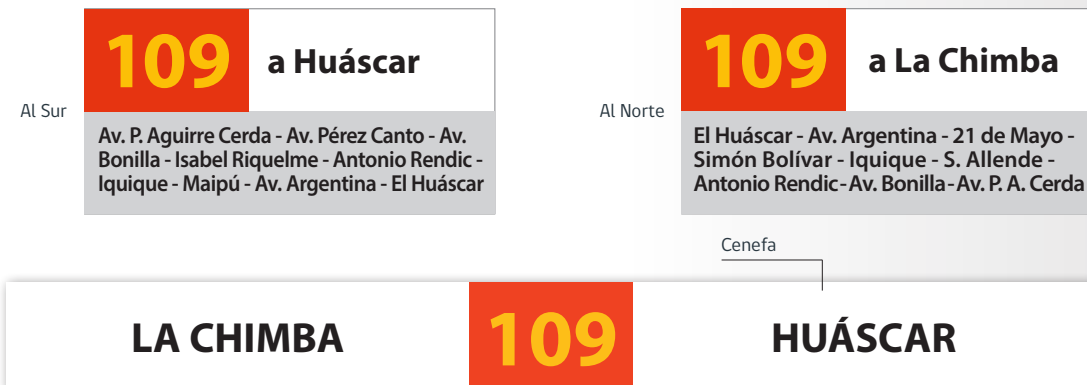 109 a Huáscar
Al Sur
Av. P. Aguirre Cerda - Av. Pérez Canto - Av.
Bonilla - Isabel Riquelme - Antonio Rendic -
Iquique - Maipú - Av. Argentina - El Huáscar
109 a La Chimba
Al Norte
El Huáscar - Av. Argentina - 21 de Mayo -
Simón Bolívar - Iquique - S. Allende -
Antonio Rendic-Av. Bonilla-Av. P. A. Cerda
Cenefa
LA CHIMBA 109 HUÁSCAR